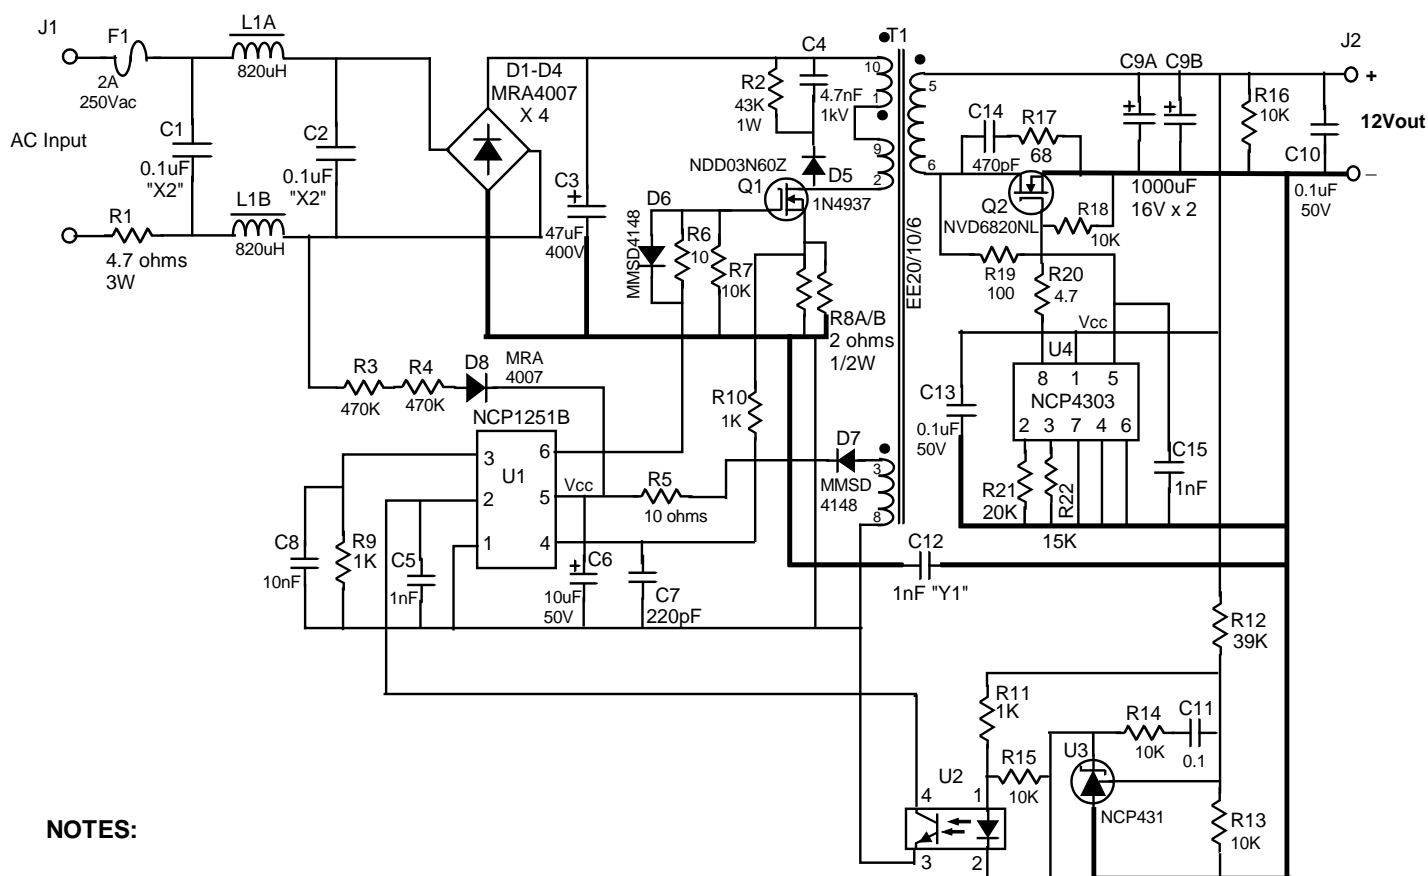 J1
F1
2A
250Vac
L1A
820uH
AC Input
C1
0.1uF
"X2"
C2
0.1uF
"X2"
R1
4.7 ohms
3W
L1B
820uH
D1-D4
MRA4007
X 4
C3
+
47uF
400V
R2
43K
1W
C4
4.7nF
1kV
NDD03N60Z
Q1
D5
1N4937
D6
MMSD4148
R6
10
R7
10K
R8A/B
2 ohms
1/2W
T1
10
1
9
2
3
8
5
6
EE20/10/6
C14
470pF
R17
68
Q2
NVD6820NL
R18
10K
R19
100
R20
4.7
C9A
C9B
+
+
1000uF
16V x 2
R16
10K
C10
0.1uF
50V
J2
+
12Vout
–
Vcc
U4
8 1 5
NCP4303
2 3 7 4 6
C13
0.1uF
50V
R21
20K
R22
15K
C15
1nF
R3
470K
R4
470K
D8
MRA
4007
NCP1251B
U1
3
2
1
6
5
4
Vcc
R5
10 ohms
R10
1K
D7
MMSD
4148
C8
10nF
R9
1K
C5
1nF
+
C6
10uF
50V
C7
220pF
C12
1nF "Y1"
R12
39K
R11
1K
R14
10K
C11
0.1
R15
10K
U3
NCP431
R13
10K
U2
4
1
3
2
NOTES: